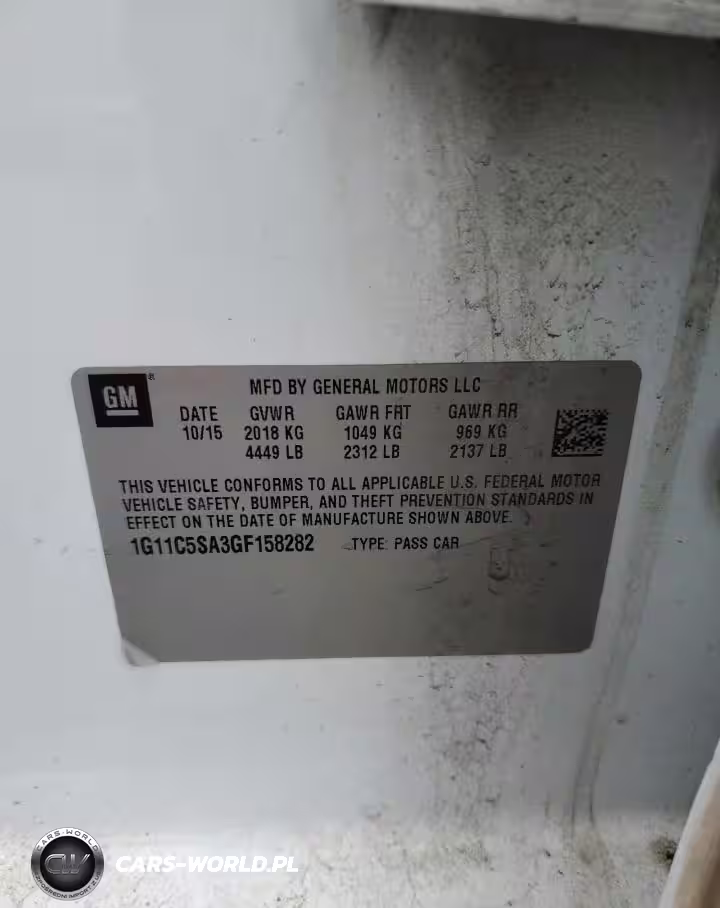 GM
MFD BY GENERAL MOTORS LLC
DATE GVWR GAWR FRT GAWR RR
10/15 2018 KG 1049 KG 969 KG
4449 LB 2312 LB 2137 LB
THIS VEHICLE CONFORMS TO ALL APPLICABLE U.S. FEDERAL MOTOR
VEHICLE SAFETY, BUMPER, AND THEFT PREVENTION STANDARDS IN
EFFECT ON THE DATE OF MANUFACTURE SHOWN ABOVE.
1G11C5SA3GF158282 TYPE: PASS CAR
CARS-WORLD
CW
CARS-WORLD.PL